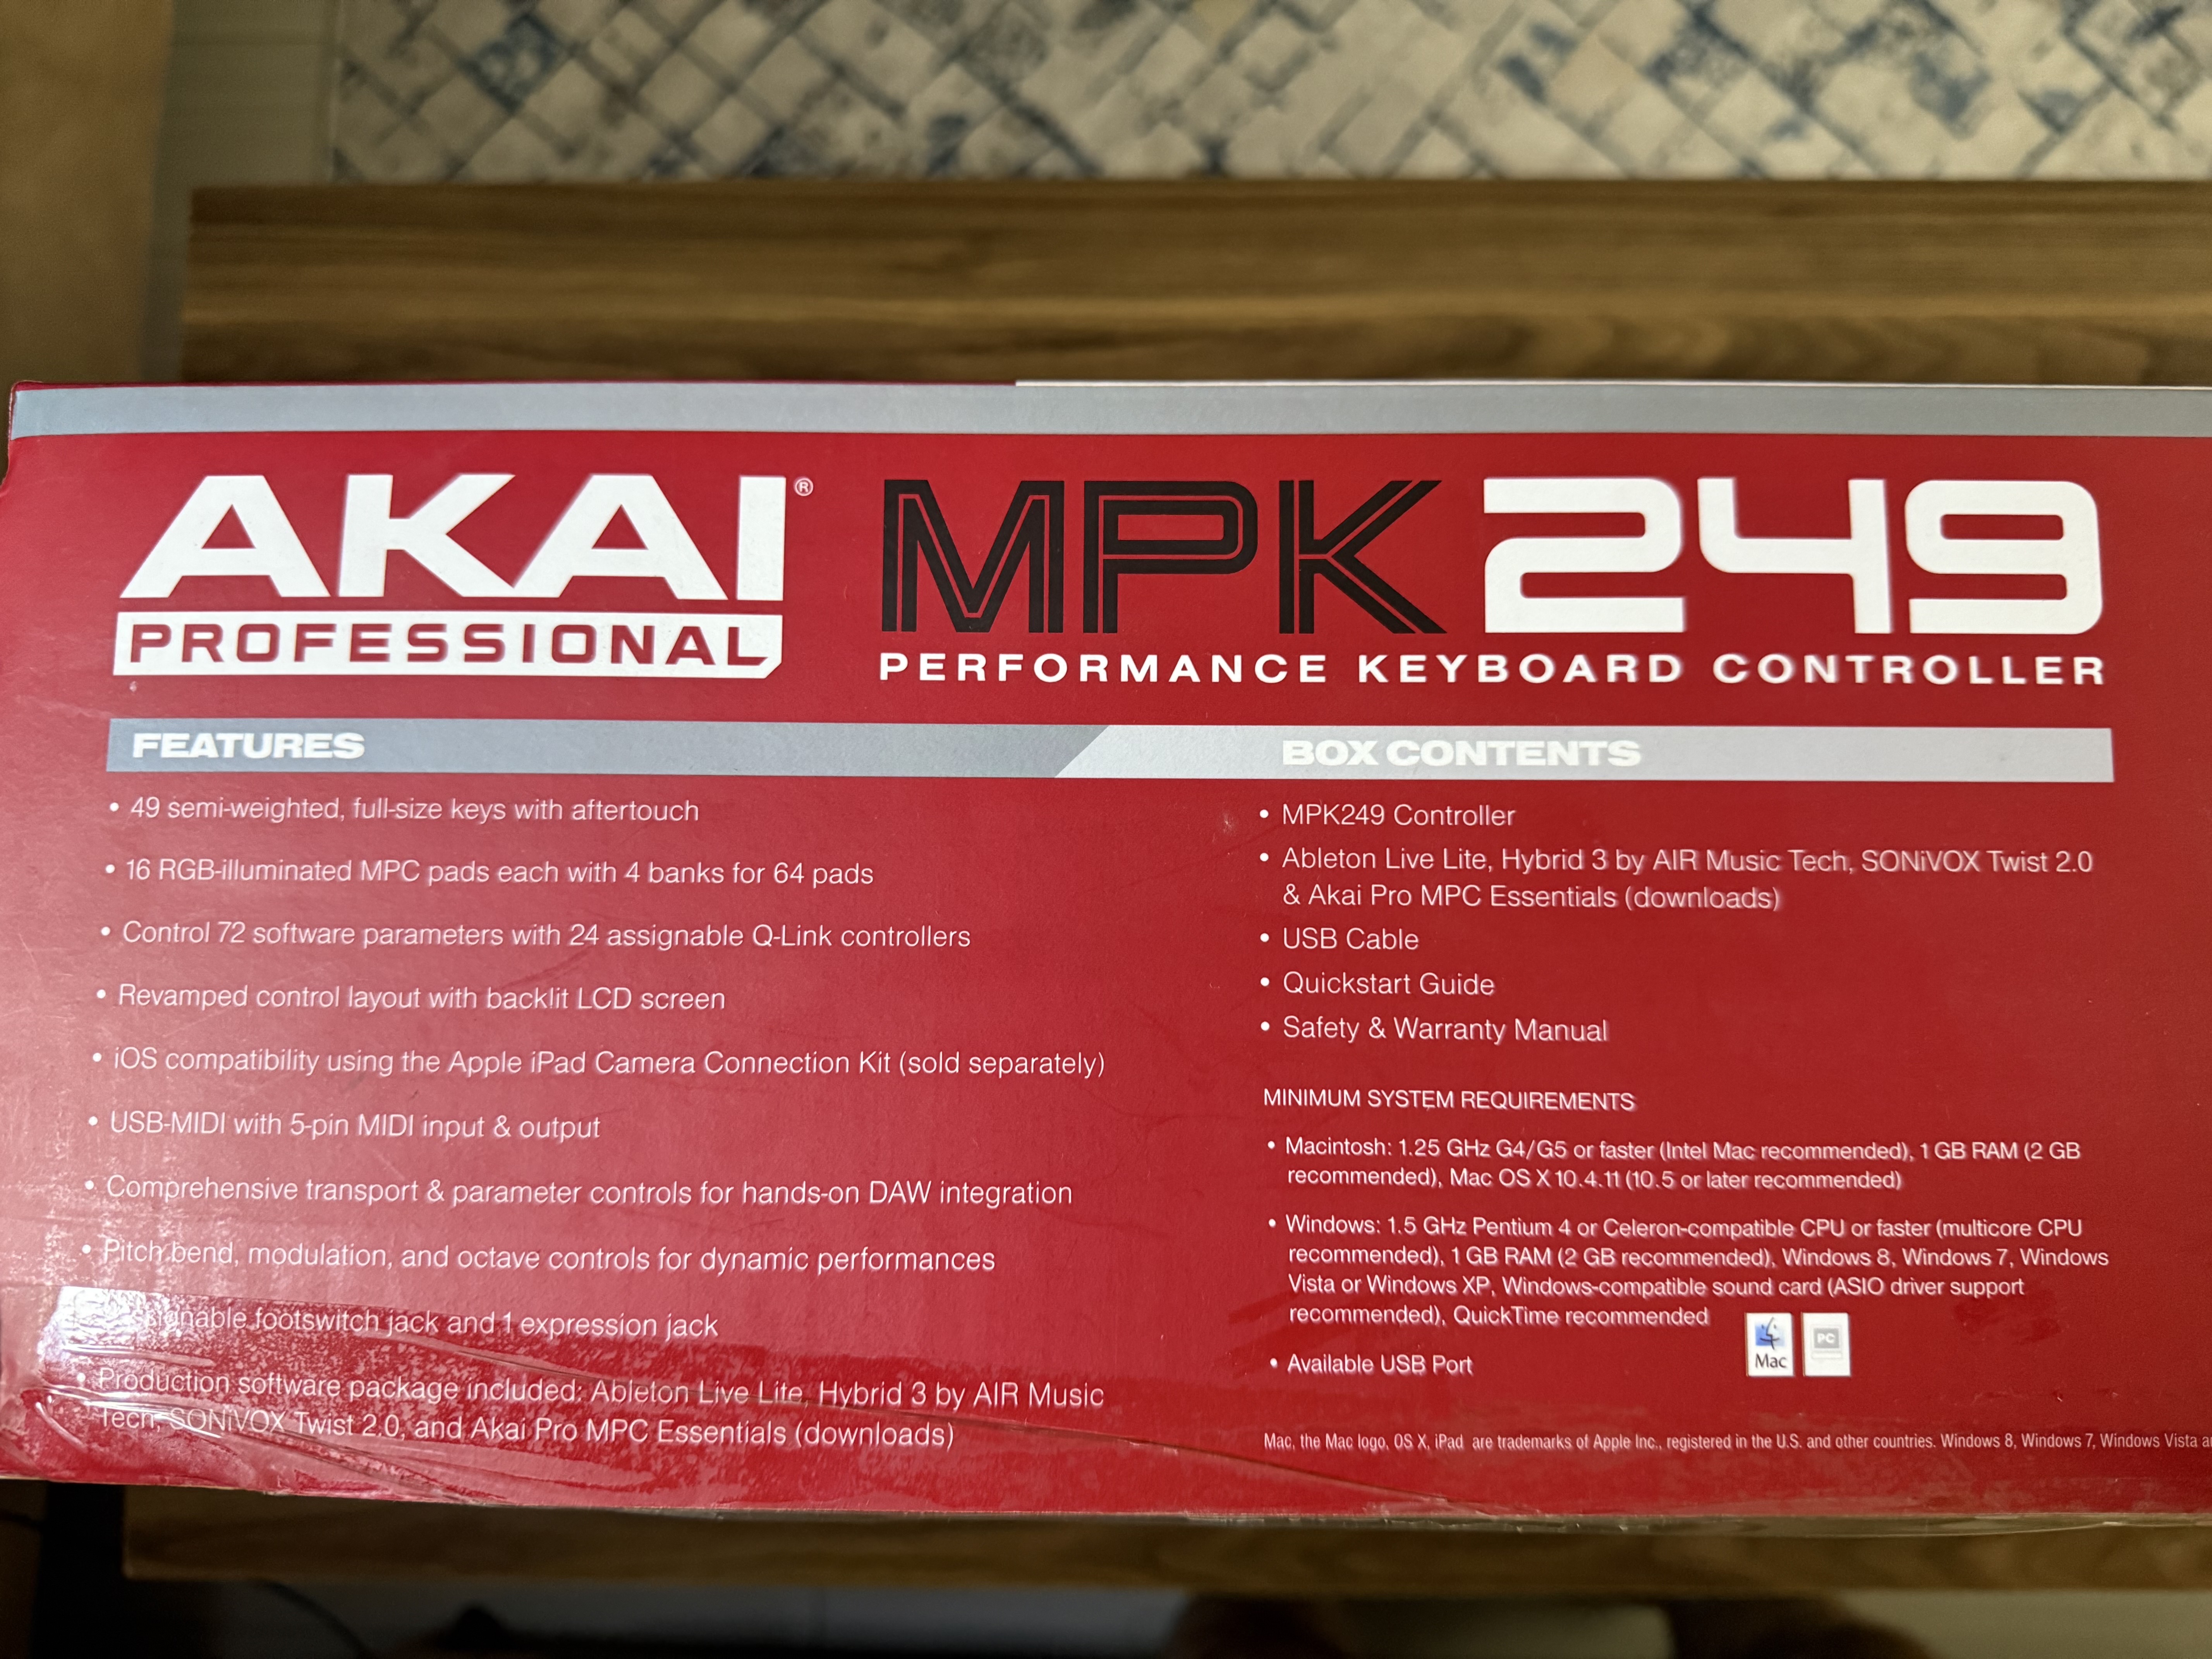 AKAI®
PROFESSIONAL
MPK249
PERFORMANCE KEYBOARD CONTROLLER
FEATURES
• 49 semi-weighted, full-size keys with aftertouch
• 16 RGB-illuminated MPC pads each with 4 banks for 64 pads
• Control 72 software parameters with 24 assignable Q-Link controllers
• Revamped control layout with backlit LCD screen
• iOS compatibility using the Apple iPad Camera Connection Kit (sold separately)
• USB-MIDI with 5-pin MIDI input & output
• Comprehensive transport & parameter controls for hands-on DAW integration
• Pitch bend, modulation, and octave controls for dynamic performances
footswitch jack and 1 expression jack
• Production software package included: Ableton Live Lite, Hybrid 3 by AIR Music
Tech, SONiVOX Twist 2.0, and Akai Pro MPC Essentials (downloads)
BOX CONTENTS
• MPK249 Controller
• Ableton Live Lite, Hybrid 3 by AIR Music Tech, SONiVOX Twist 2.0
& Akai Pro MPC Essentials (downloads)
• USB Cable
• Quickstart Guide
• Safety & Warranty Manual
MINIMUM SYSTEM REQUIREMENTS
• Macintosh: 1.25 GHz G4/G5 or faster (Intel Mac recommended), 1 GB RAM (2 GB
recommended), Mac OS X 10.4.11 (10.5 or later recommended)
• Windows: 1.5 GHz Pentium 4 or Celeron-compatible CPU or faster (multicore CPU
recommended), 1 GB RAM (2 GB recommended), Windows 8, Windows 7, Windows
Vista or Windows XP, Windows-compatible sound card (ASIO driver support
recommended), QuickTime recommended
• Available USB Port
Mac
PC
Mac, the Mac logo, OS X, iPad are trademarks of Apple Inc., registered in the U.S. and other countries. Windows 8, Windows 7, Windows Vista